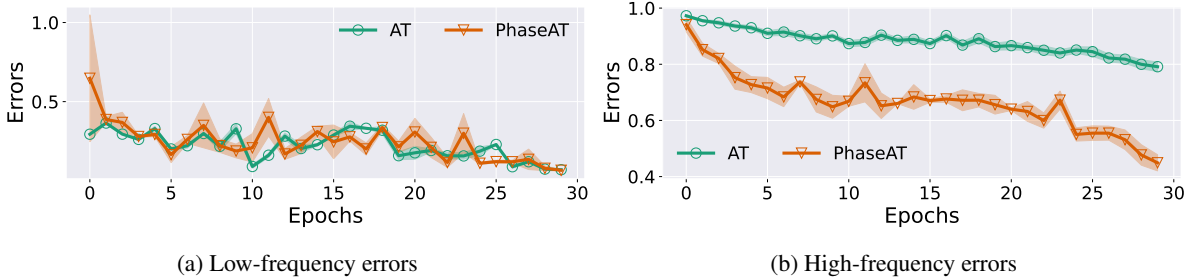 AT PhaseAT
1.0
0.5
Errors
0 5 10 15 20 25 30
Epochs
(a) Low-frequency errors
1.0
0.8
0.6
0.4
Errors
AT PhaseAT
0 5 10 15 20 25 30
Epochs
(b) High-frequency errors